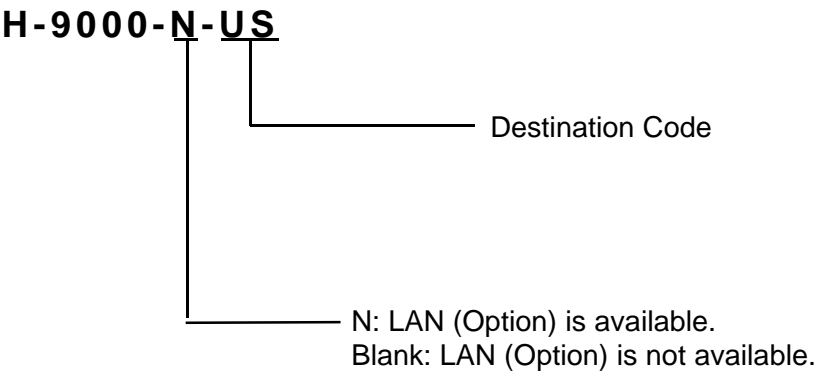 H-9000-N-US
Destination Code
N: LAN (Option) is available.
Blank: LAN (Option) is not available.